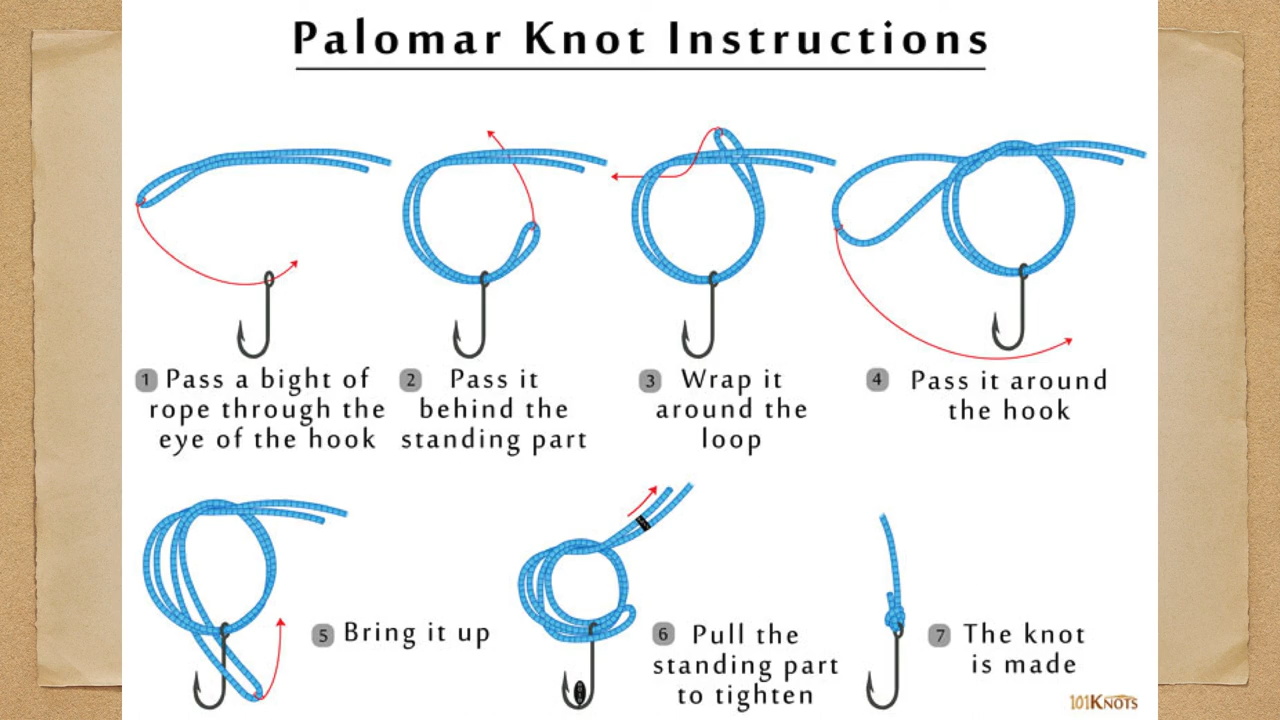 Palomar Knot Instructions
1 Pass a bight of
rope through the
eye of the hook
2 Pass it
behind the
standing part
3 Wrap it
around the
loop
4 Pass it around
the hook
5 Bring it up
6 Pull the
standing part
to tighten
7 The knot
is made
101KNOTS